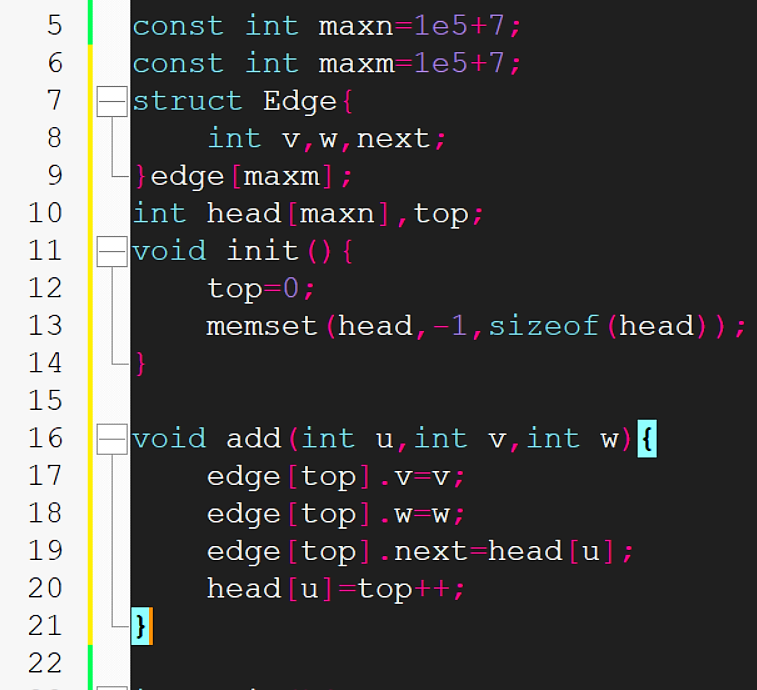 5 const int maxn=1e5+7;
6 const int maxm=1e5+7;
7 struct Edge{
8     int v,w,next;
9 }edge[maxm];
10 int head[maxn],top;
11 void init(){
12     top=0;
13     memset(head,-1,sizeof(head));
14 }
15
16 void add(int u,int v,int w){
17     edge[top].v=v;
18     edge[top].w=w;
19     edge[top].next=head[u];
20     head[u]=top++;
21 }
22